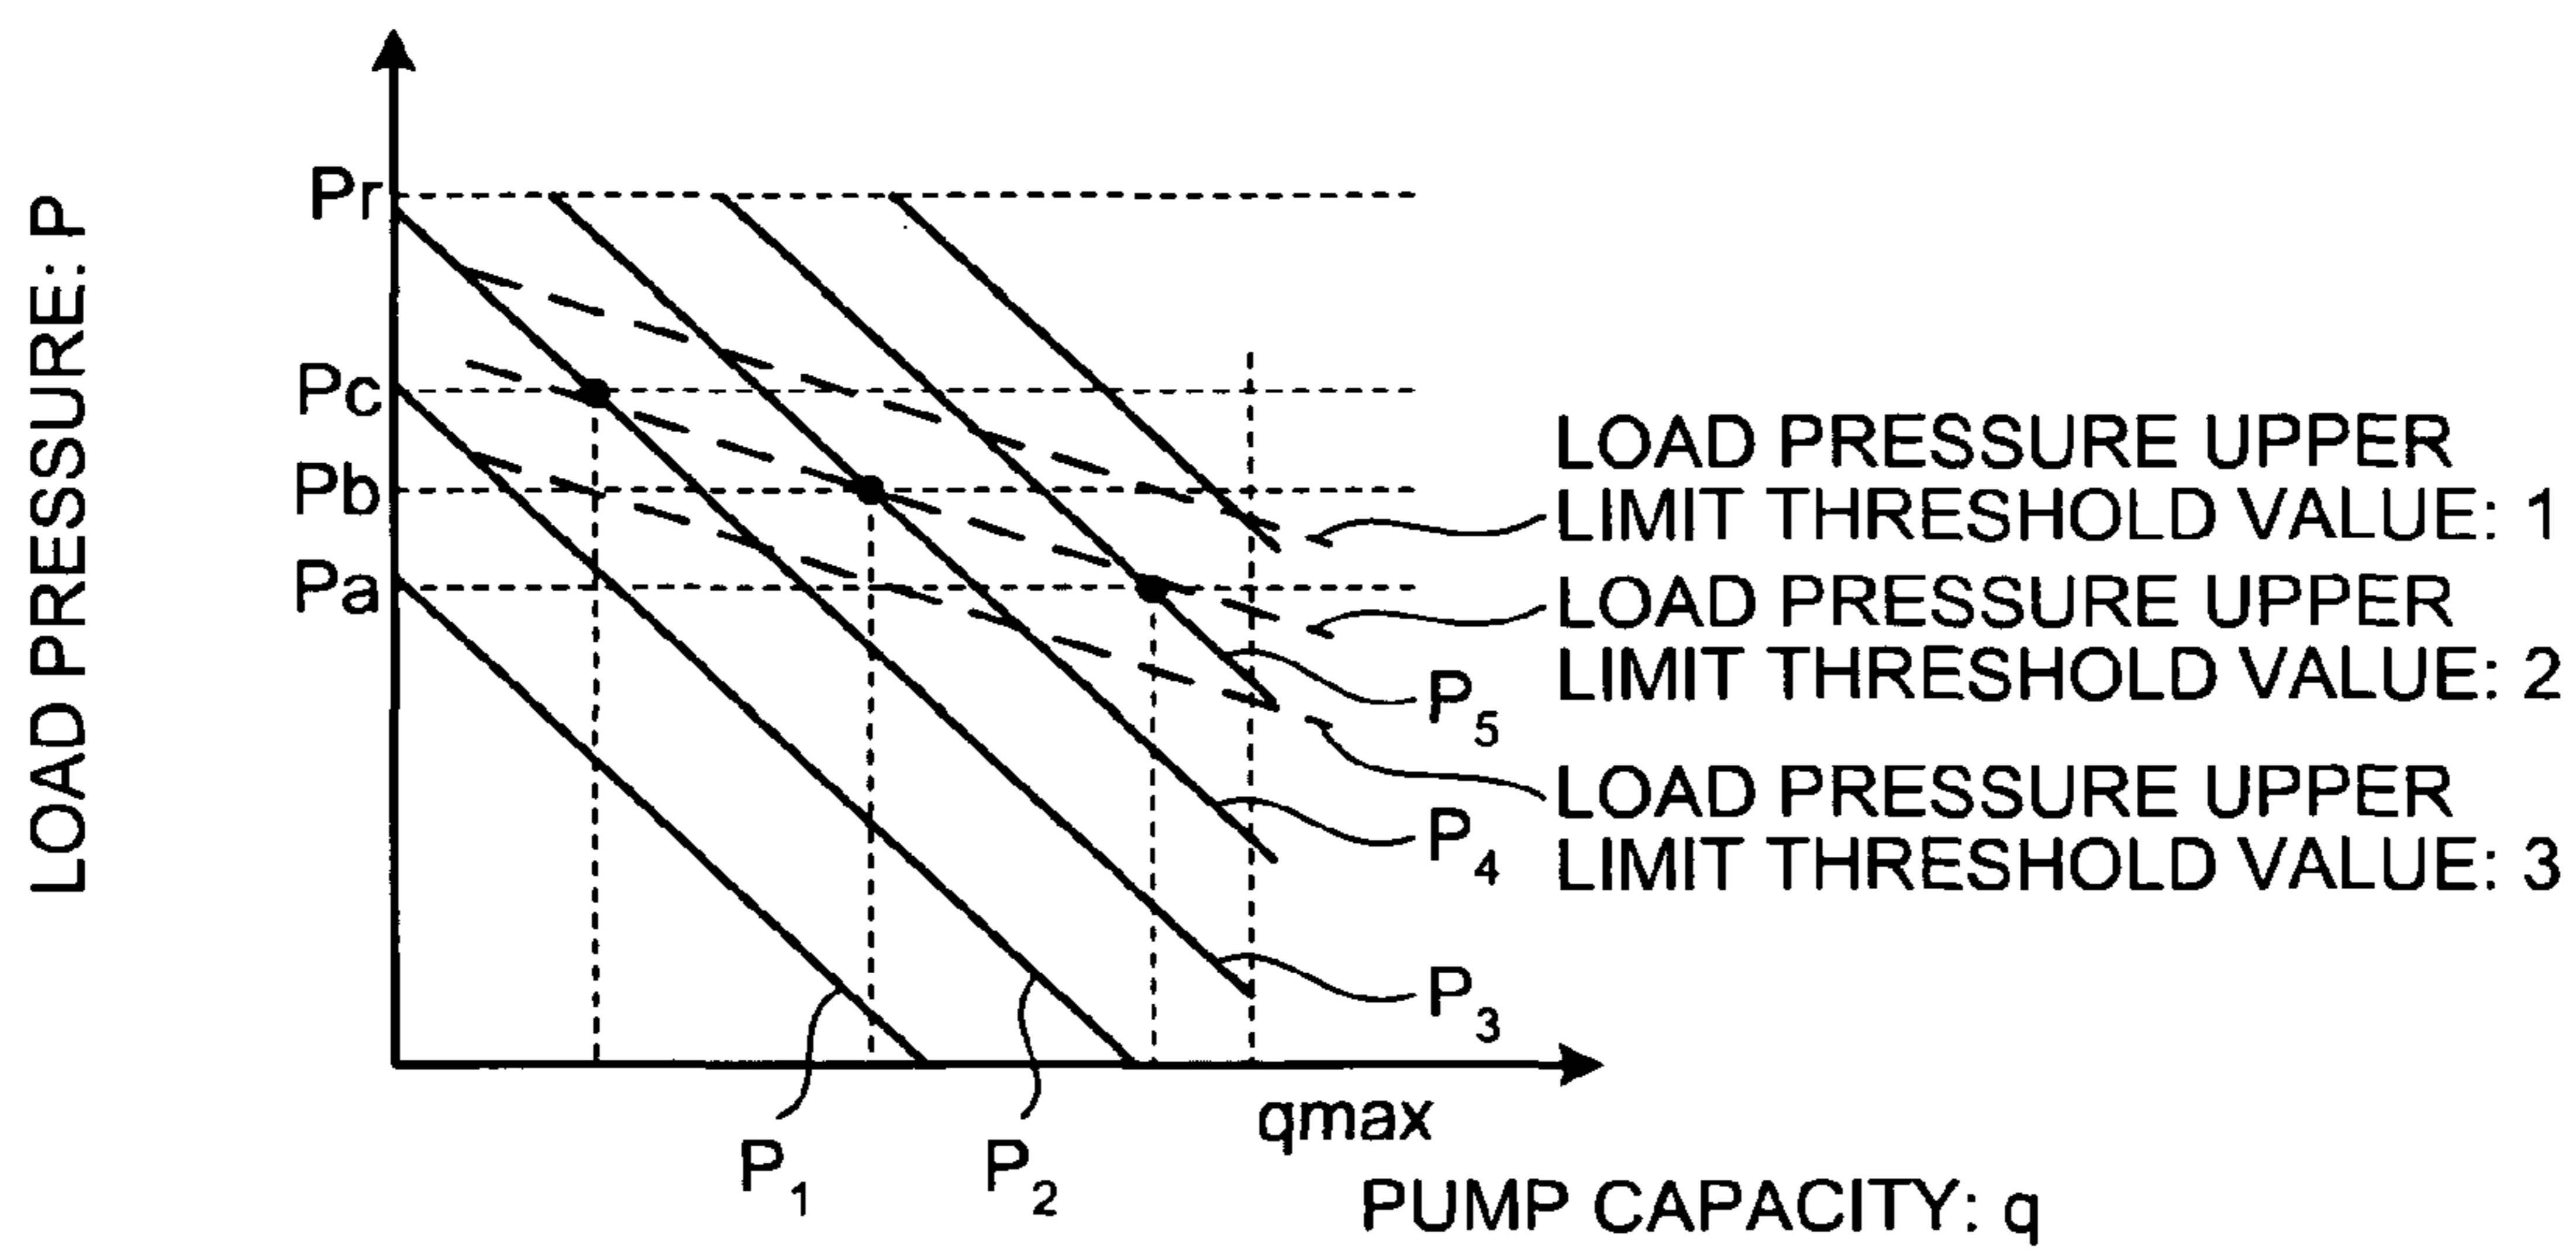 LOAD PRESSURE: P
Pr
Pc
Pb
Pa
LOAD PRESSURE UPPER
LIMIT THRESHOLD VALUE: 1
LOAD PRESSURE UPPER
LIMIT THRESHOLD VALUE: 2
P5
LOAD PRESSURE UPPER
LIMIT THRESHOLD VALUE: 3
P4
P3
P1
P2
qmax
PUMP CAPACITY: q